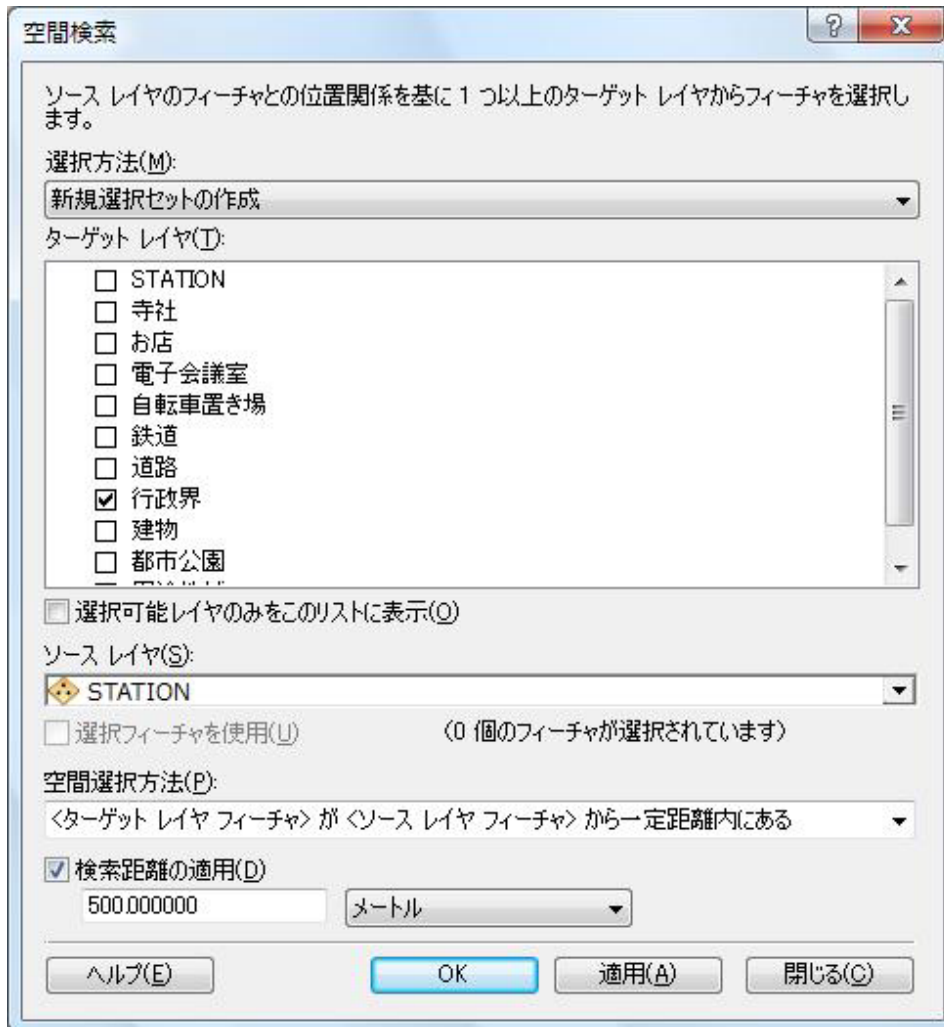 空間検索
ソース レイヤのフィーチャとの位置関係を基に 1 つ以上のターゲット レイヤからフィーチャを選択し
ます。
選択方法(M):
新規選択セットの作成
ターゲット レイヤ(T):
STATION
寺社
お店
電子会議室
自転車置き場
鉄道
道路
行政界
建物
都市公園
選択可能レイヤのみをこのリストに表示(O)
ソース レイヤ(S):
STATION
選択フィーチャを使用(U) (0 個のフィーチャが選択されています)
空間選択方法(P):
<ターゲット レイヤ フィーチャ> が <ソース レイヤ フィーチャ> から一定距離内にある
検索距離の適用(D)
500.000000 メートル
ヘルプ(E) OK 適用(A) 閉じる(C)